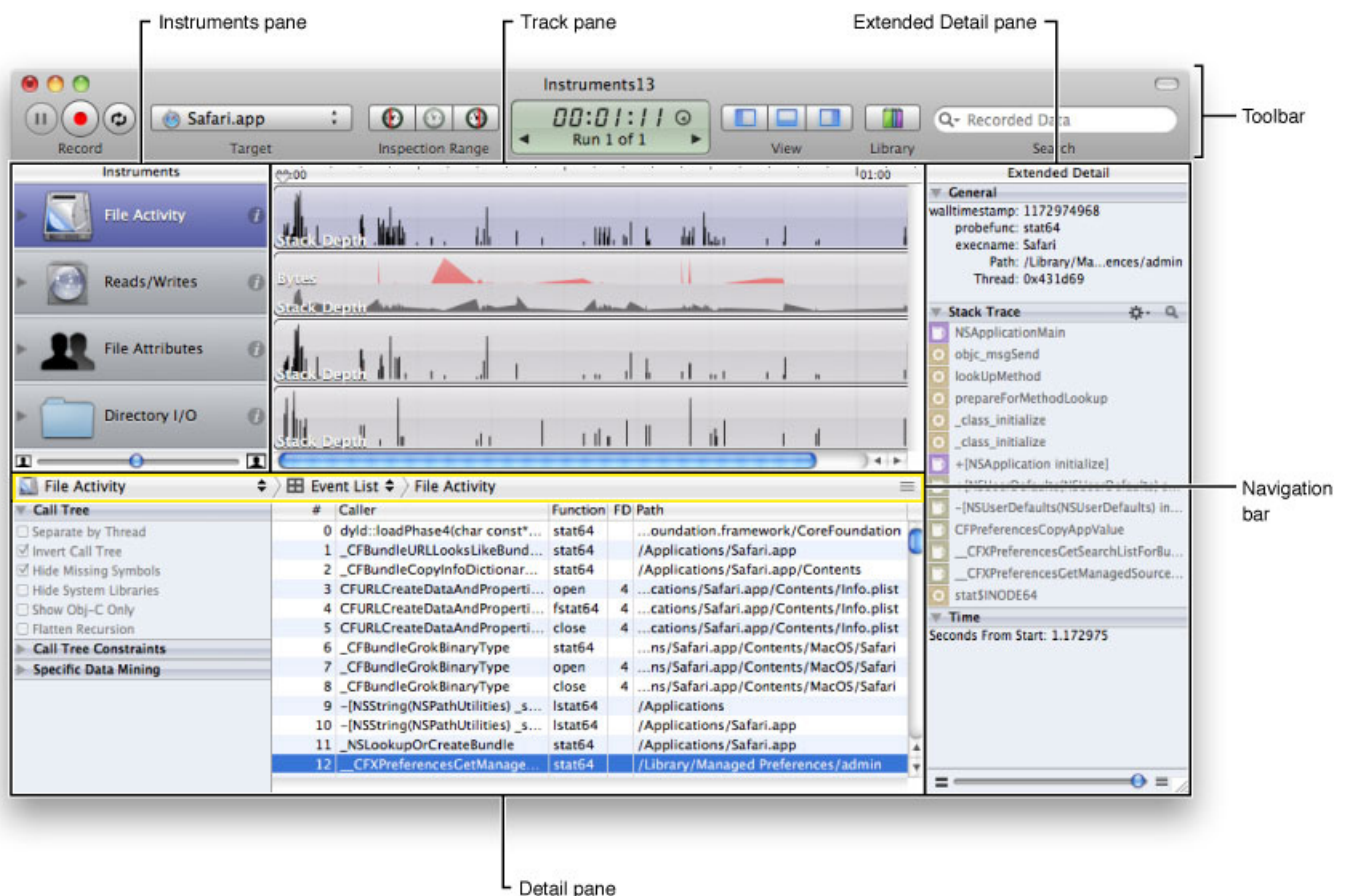 Instruments pane
Track pane
Extended Detail pane
Toolbar
Navigation
bar
Detail pane
Instruments13
Safari.app
00:01:11
Run 1 of 1
Recorded Data
Record
Target
Inspection Range
View
Library
Search
Instruments
00:00
01:00
Extended Detail
File Activity
Stack Depth
Reads/Writes
Bytes
Stack Depth
File Attributes
Stack Depth
Directory I/O
Stack Depth
General
walltimestamp: 1172974968
probefunc: stat64
execname: Safari
Path: /Library/Ma...ences/admin
Thread: 0x431d69
Stack Trace
NSApplicationMain
objc_msgSend
lookUpMethod
prepareForMethodLookup
_class_initialize
_class_initialize
+[NSApplication initialize]
-[NSUserDefaults(NSUserDefaults) in...
CFPreferencesCopyAppValue
__CFXPreferencesGetSearchListForBu...
__CFXPreferencesGetManagedSource...
stat$INODE64
Time
Seconds From Start: 1.172975
File Activity
Event List
File Activity
Call Tree
Separate by Thread
Invert Call Tree
Hide Missing Symbols
Hide System Libraries
Show Obj-C Only
Flatten Recursion
Call Tree Constraints
Specific Data Mining
# Caller Function FD Path
0 dyld::loadPhase4(char const*... stat64 ...oundation.framework/CoreFoundation
1 _CFBundleURLLooksLikeBund... stat64 /Applications/Safari.app
2 _CFBundleCopyInfoDictionar... stat64 /Applications/Safari.app/Contents
3 CFURLCreateDataAndProperti... open 4 ...cations/Safari.app/Contents/Info.plist
4 CFURLCreateDataAndProperti... fstat64 4 ...cations/Safari.app/Contents/Info.plist
5 CFURLCreateDataAndProperti... close 4 ...cations/Safari.app/Contents/Info.plist
6 _CFBundleGrokBinaryType stat64 ...ns/Safari.app/Contents/MacOS/Safari
7 _CFBundleGrokBinaryType open 4 ...ns/Safari.app/Contents/MacOS/Safari
8 _CFBundleGrokBinaryType close 4 ...ns/Safari.app/Contents/MacOS/Safari
9 -[NSString(NSPathUtilities) _s... lstat64 /Applications
10 -[NSString(NSPathUtilities) _s... lstat64 /Applications/Safari.app
11 _NSLookupOrCreateBundle stat64 /Applications/Safari.app
12 __CFXPreferencesGetManage... stat64 /Library/Managed Preferences/admin